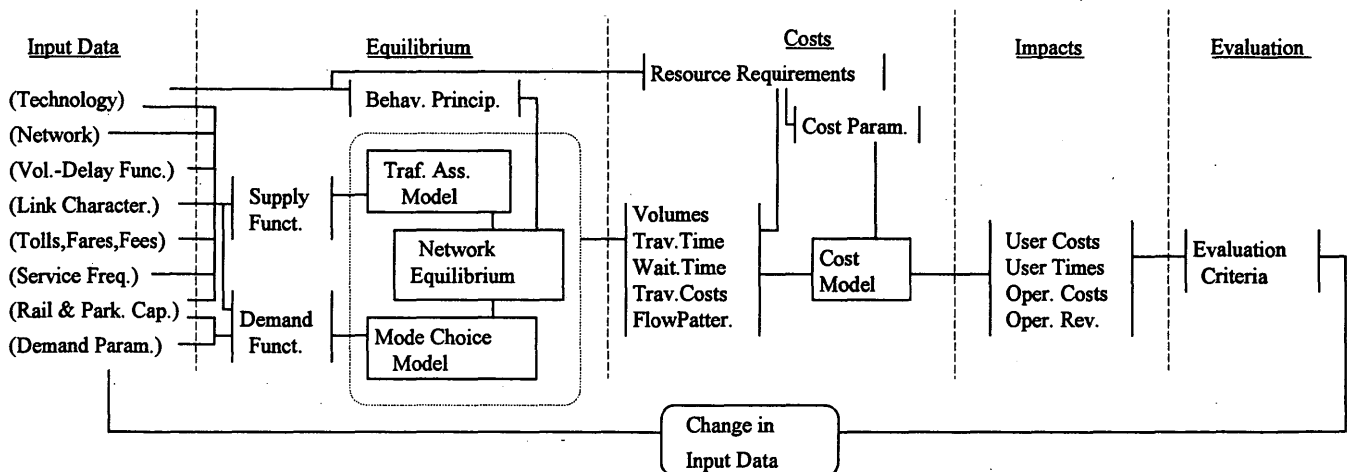 Input Data
Equilibrium
Costs
Impacts
Evaluation
(Technology)
(Network)
(Vol.-Delay Func.)
(Link Character.)
(Tolls,Fares,Fees)
(Service Freq.)
(Rail & Park. Cap.)
(Demand Param.)
Supply
Funct.
Demand
Funct.
Behav. Princip.
Traf. Ass.
Model
Network
Equilibrium
Mode Choice
Model
Resource Requirements
Cost Param.
Volumes
Trav.Time
Wait.Time
Trav.Costs
FlowPatter.
Cost
Model
User Costs
User Times
Oper. Costs
Oper. Rev.
Evaluation
Criteria
Change in
Input Data